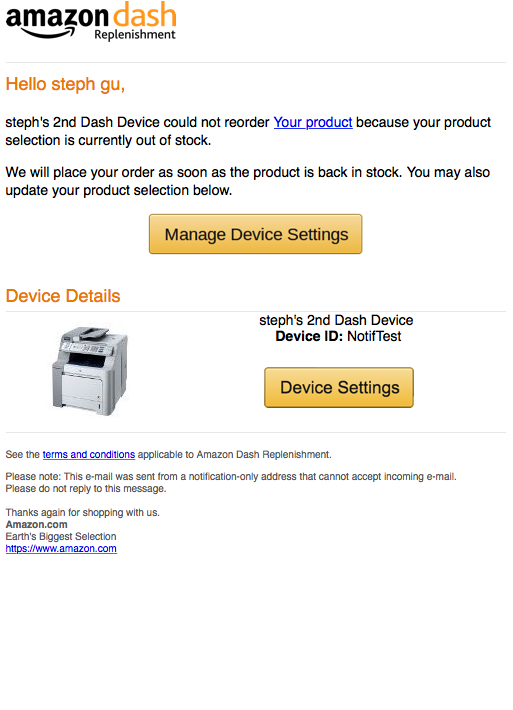 amazon dash
Replenishment
Hello steph gu,
steph's 2nd Dash Device could not reorder Your product because your product
selection is currently out of stock.
We will place your order as soon as the product is back in stock. You may also
update your product selection below.
Manage Device Settings
Device Details
steph's 2nd Dash Device
Device ID: NotifTest
Device Settings
See the terms and conditions applicable to Amazon Dash Replenishment.
Please note: This e-mail was sent from a notification-only address that cannot accept incoming e-mail.
Please do not reply to this message.
Thanks again for shopping with us.
Amazon.com
Earth's Biggest Selection
https://www.amazon.com